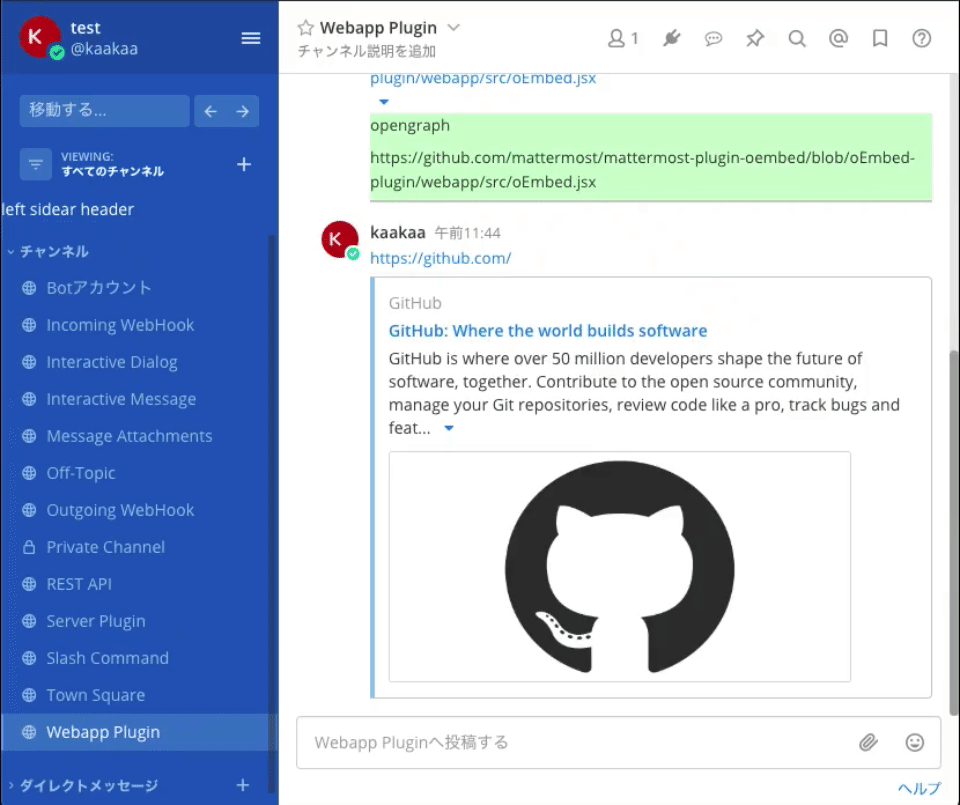 K
test
@kaakaa
移動する...
VIEWING:
すべてのチャンネル
left sidear header
チャンネル
Botアカウント
Incoming WebHook
Interactive Dialog
Interactive Message
Message Attachments
Off-Topic
Outgoing WebHook
Private Channel
REST API
Server Plugin
Slash Command
Town Square
Webapp Plugin
ダイレクトメッセージ
Webapp Plugin
チャンネル説明を追加
1
plugin/webapp/src/oEmbed.jsx
opengraph
https://github.com/mattermost/mattermost-plugin-oembed/blob/oEmbed-
plugin/webapp/src/oEmbed.jsx
K
kaakaa 午前11:44
https://github.com/
GitHub
GitHub: Where the world builds software
GitHub is where over 50 million developers shape the future of
software, together. Contribute to the open source community,
manage your Git repositories, review code like a pro, track bugs and
feat...
Webapp Pluginへ投稿する
ヘルプ